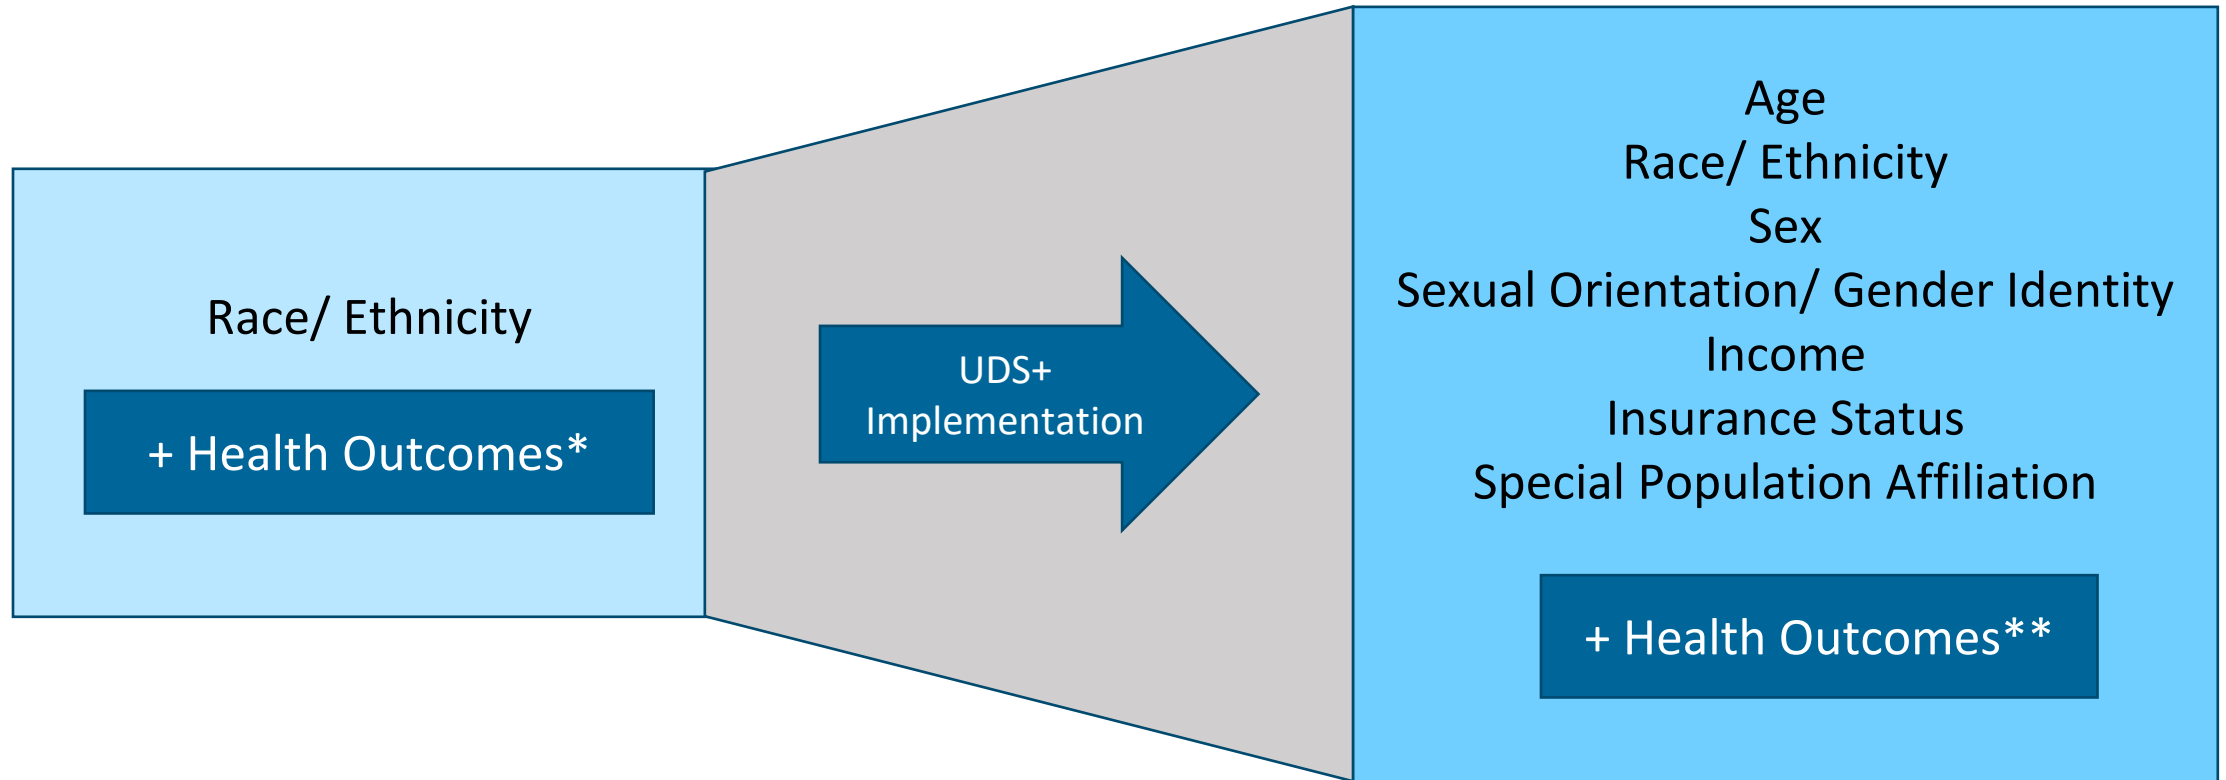 Race/ Ethnicity
+ Health Outcomes*
UDS+
Implementation
Age
Race/ Ethnicity
Sex
Sexual Orientation/ Gender Identity
Income
Insurance Status
Special Population Affiliation
+ Health Outcomes**